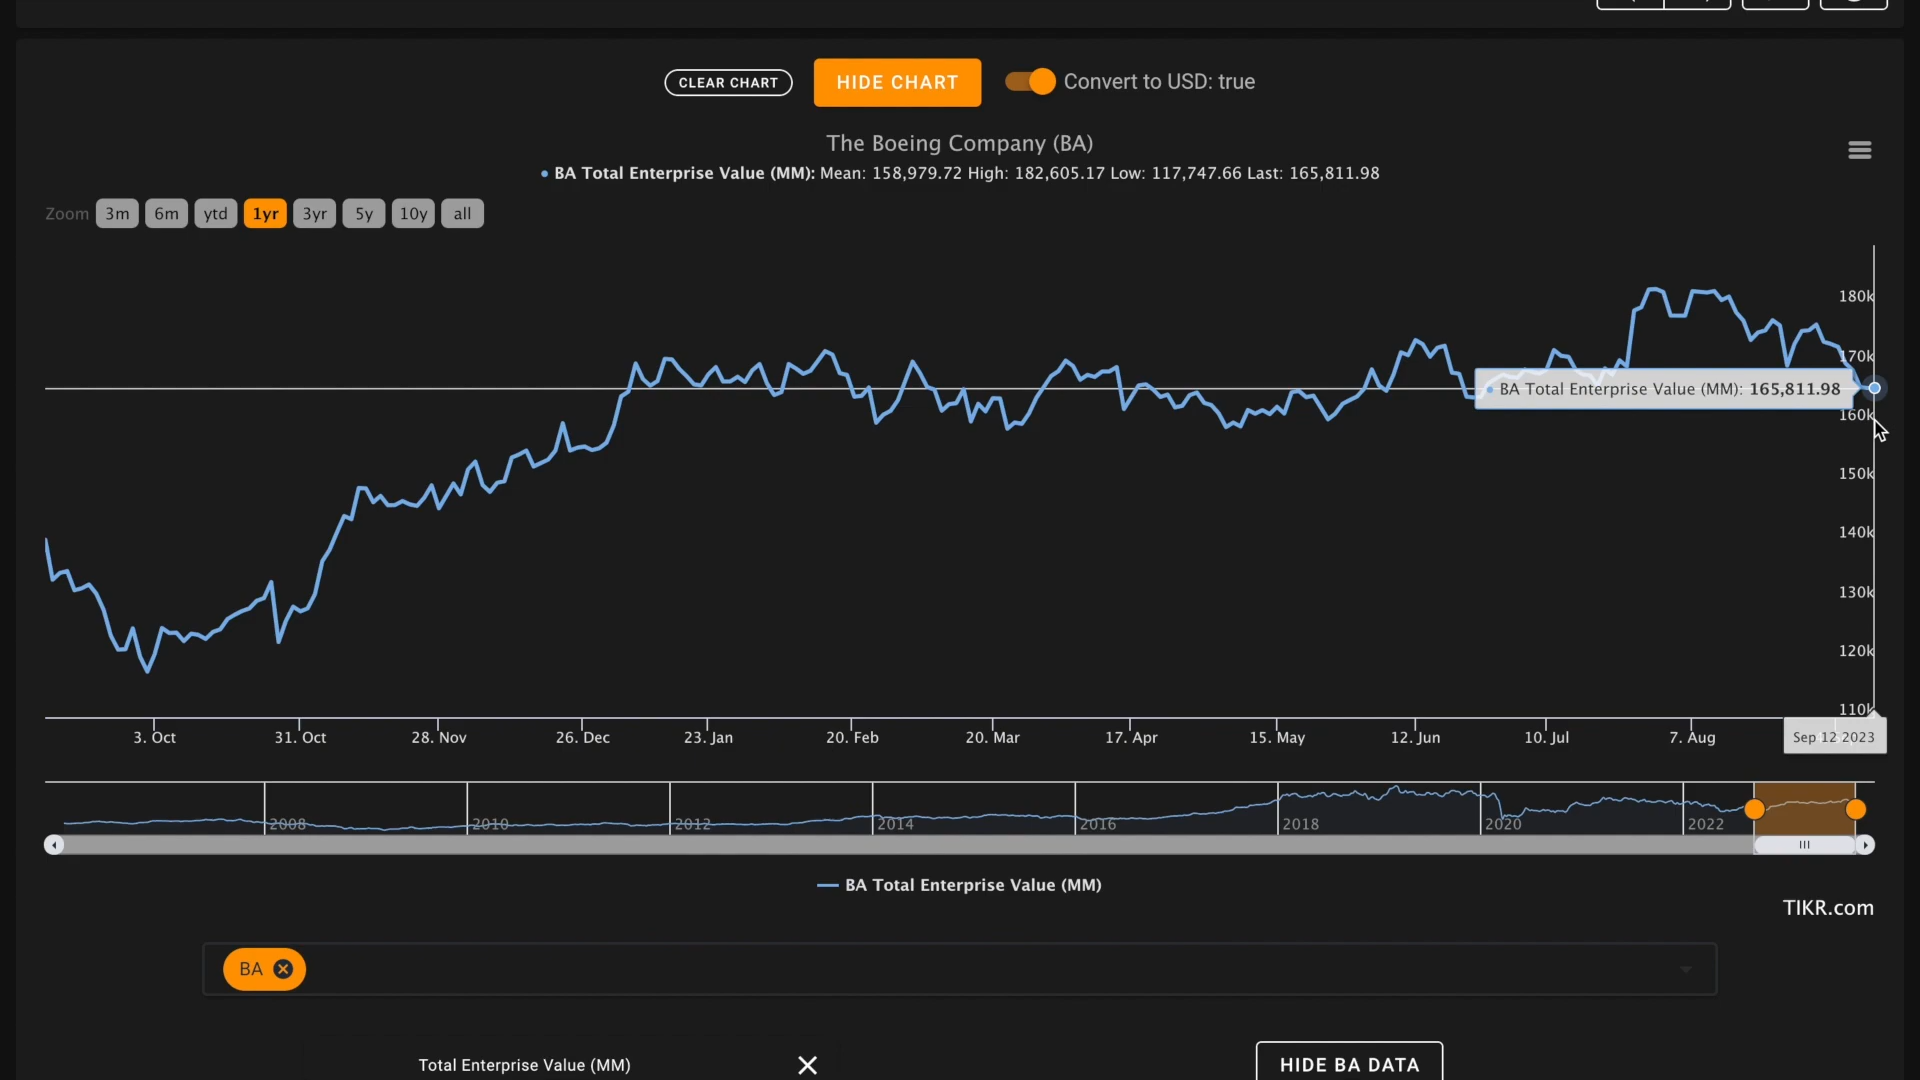 CLEAR CHART HIDE CHART Convert to USD: true
The Boeing Company (BA)
BA Total Enterprise Value (MM): Mean: 158,979.72 High: 182,605.17 Low: 117,747.66 Last: 165,811.98
Zoom 3m 6m ytd 1yr 3yr 5y 10y all
180k
170k
BA Total Enterprise Value (MM): 165,811.98
160k
150k
140k
130k
120k
110k
3. Oct 31. Oct 28. Nov 26. Dec 23. Jan 20. Feb 20. Mar 17. Apr 15. May 12. Jun 10. Jul 7. Aug Sep 12 2023
2008 2010 2012 2014 2016 2018 2020 2022
BA Total Enterprise Value (MM)
TIKR.com
BA
Total Enterprise Value (MM) HIDE BA DATA